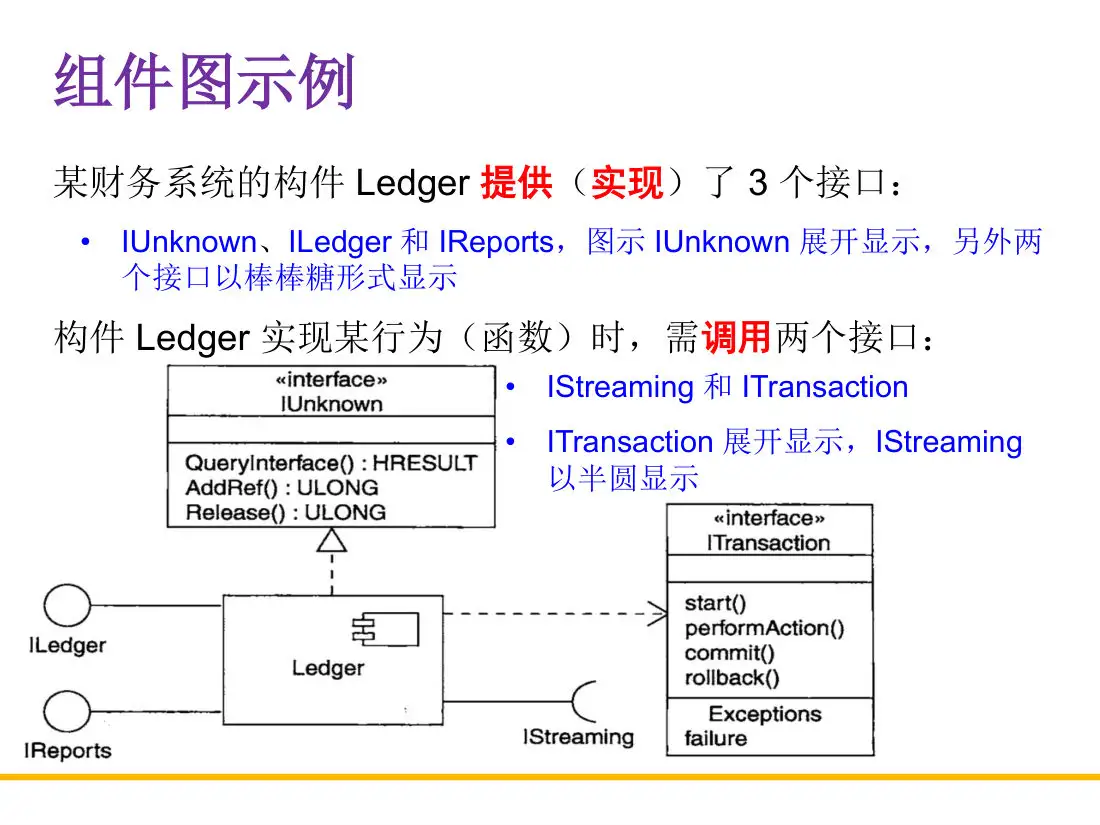 组件图示例
某财务系统的构件 Ledger 提供（实现）了 3 个接口：
• IUnknown、ILedger 和 IReports，图示 IUnknown 展开显示，另外两
个接口以棒棒糖形式显示
构件 Ledger 实现某行为（函数）时，需调用两个接口：
• IStreaming 和 ITransaction
• ITransaction 展开显示，IStreaming
以半圆显示
«interface»
IUnknown
QueryInterface() : HRESULT
AddRef() : ULONG
Release() : ULONG
«interface»
ITransaction
start()
performAction()
commit()
rollback()
Exceptions
failure
ILedger
Ledger
IReports
IStreaming